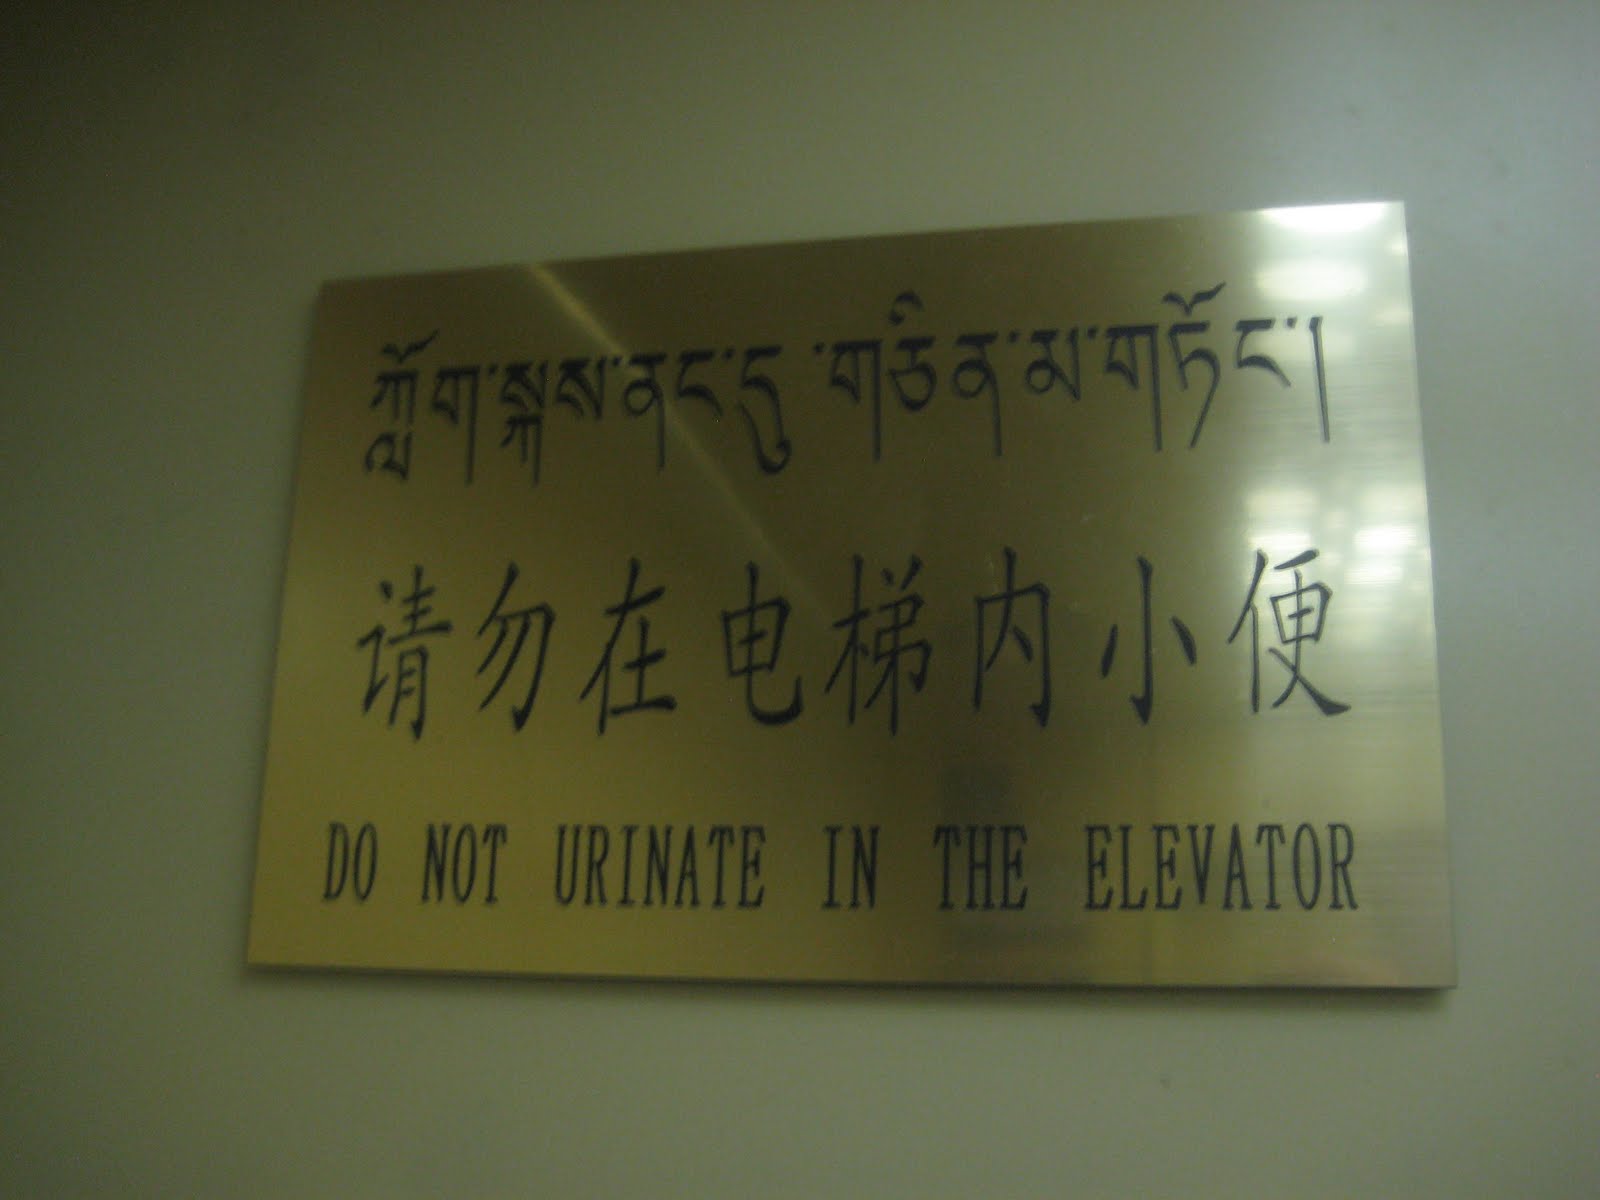 ཀློག་སྐས་ནང་དུ་གཅིན་མ་གཏོང་།
请勿在电梯内小便
DO NOT URINATE IN THE ELEVATOR